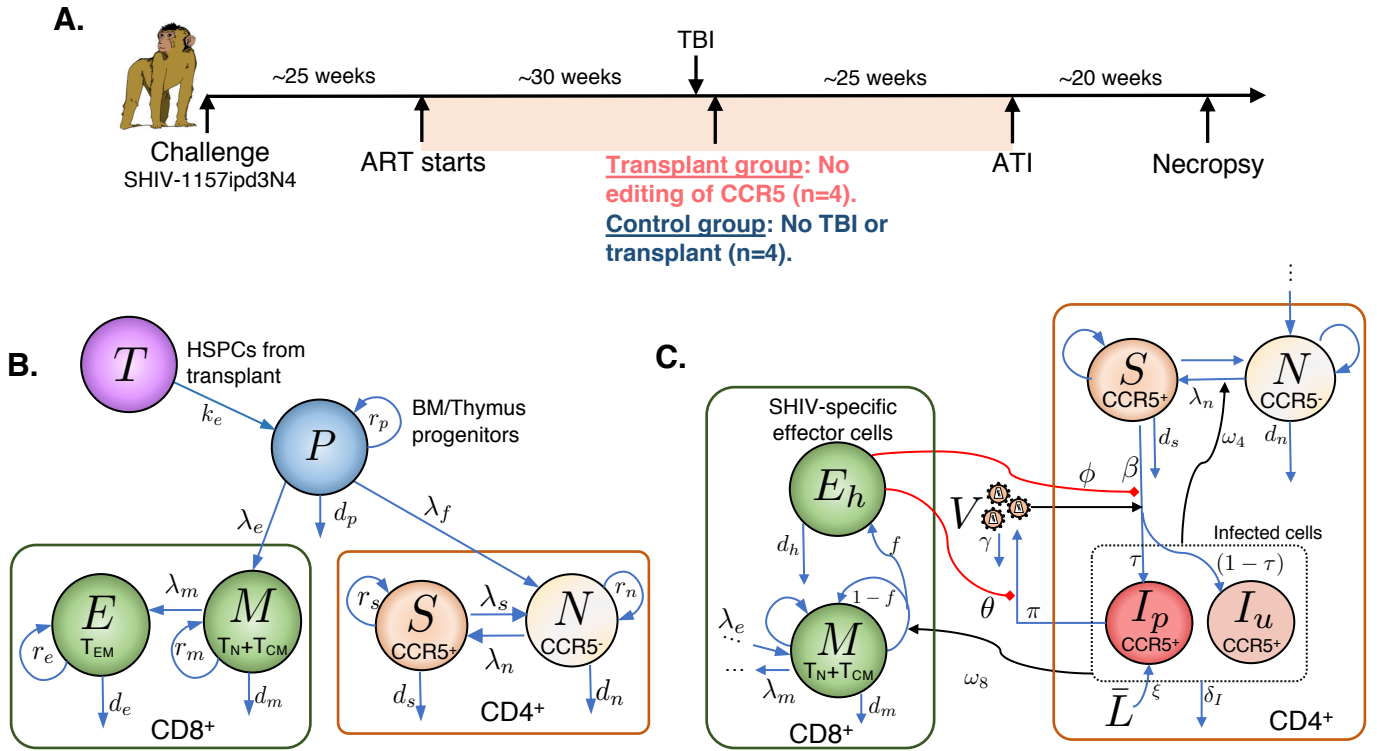 A.
TBI
~25 weeks
~30 weeks
~25 weeks
~20 weeks
Challenge
SHIV-1157ipd3N4
ART starts
Transplant group: No
editing of CCR5 (n=4).
Control group: No TBI or
transplant (n=4).
ATI
Necropsy
B.
T
HSPCs from
transplant
k_e
P
r_p
BM/Thymus
progenitors
λ_e
d_p
λ_f
E
T_EM
λ_m
M
T_N+T_CM
r_e
r_m
d_e
d_m
CD8⁺
r_s
S
CCR5⁺
λ_s
λ_n
N
CCR5⁻
r_n
d_s
d_n
CD4⁺
C.
SHIV-specific
effector cells
E_h
d_h
f
1 − f
λ_e
...
...
λ_m
M
T_N+T_CM
d_m
CD8⁺
ω_8
V
γ
θ
π
ϕ
β
...
S
CCR5⁺
λ_n
N
CCR5⁻
d_s
ω_4
d_n
Infected cells
τ
(1 − τ)
I_p
CCR5⁺
I_u
CCR5⁺
L̅
ξ
δ_I
CD4⁺